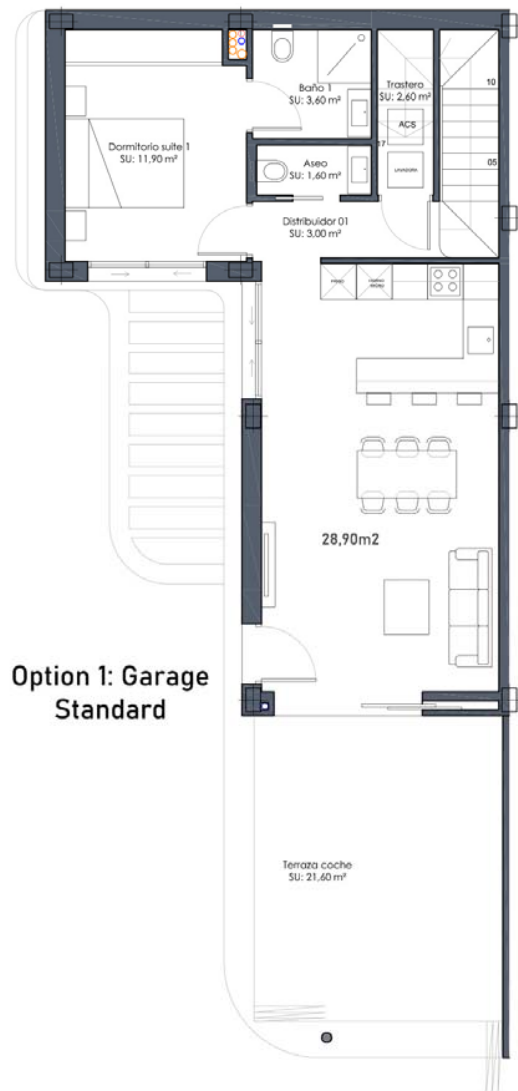 Baño 1
SU: 3,60 m²
Trastero
SU: 2,60 m²
10
ACS
Dormitorio suite 1
SU: 11,90 m²
17
Aseo
SU: 1,60 m²
05
LAVADORA
Distribuidor 01
SU: 3,00 m²
28,90m2
Option 1: Garage
Standard
Terraza coche
SU: 21,60 m²